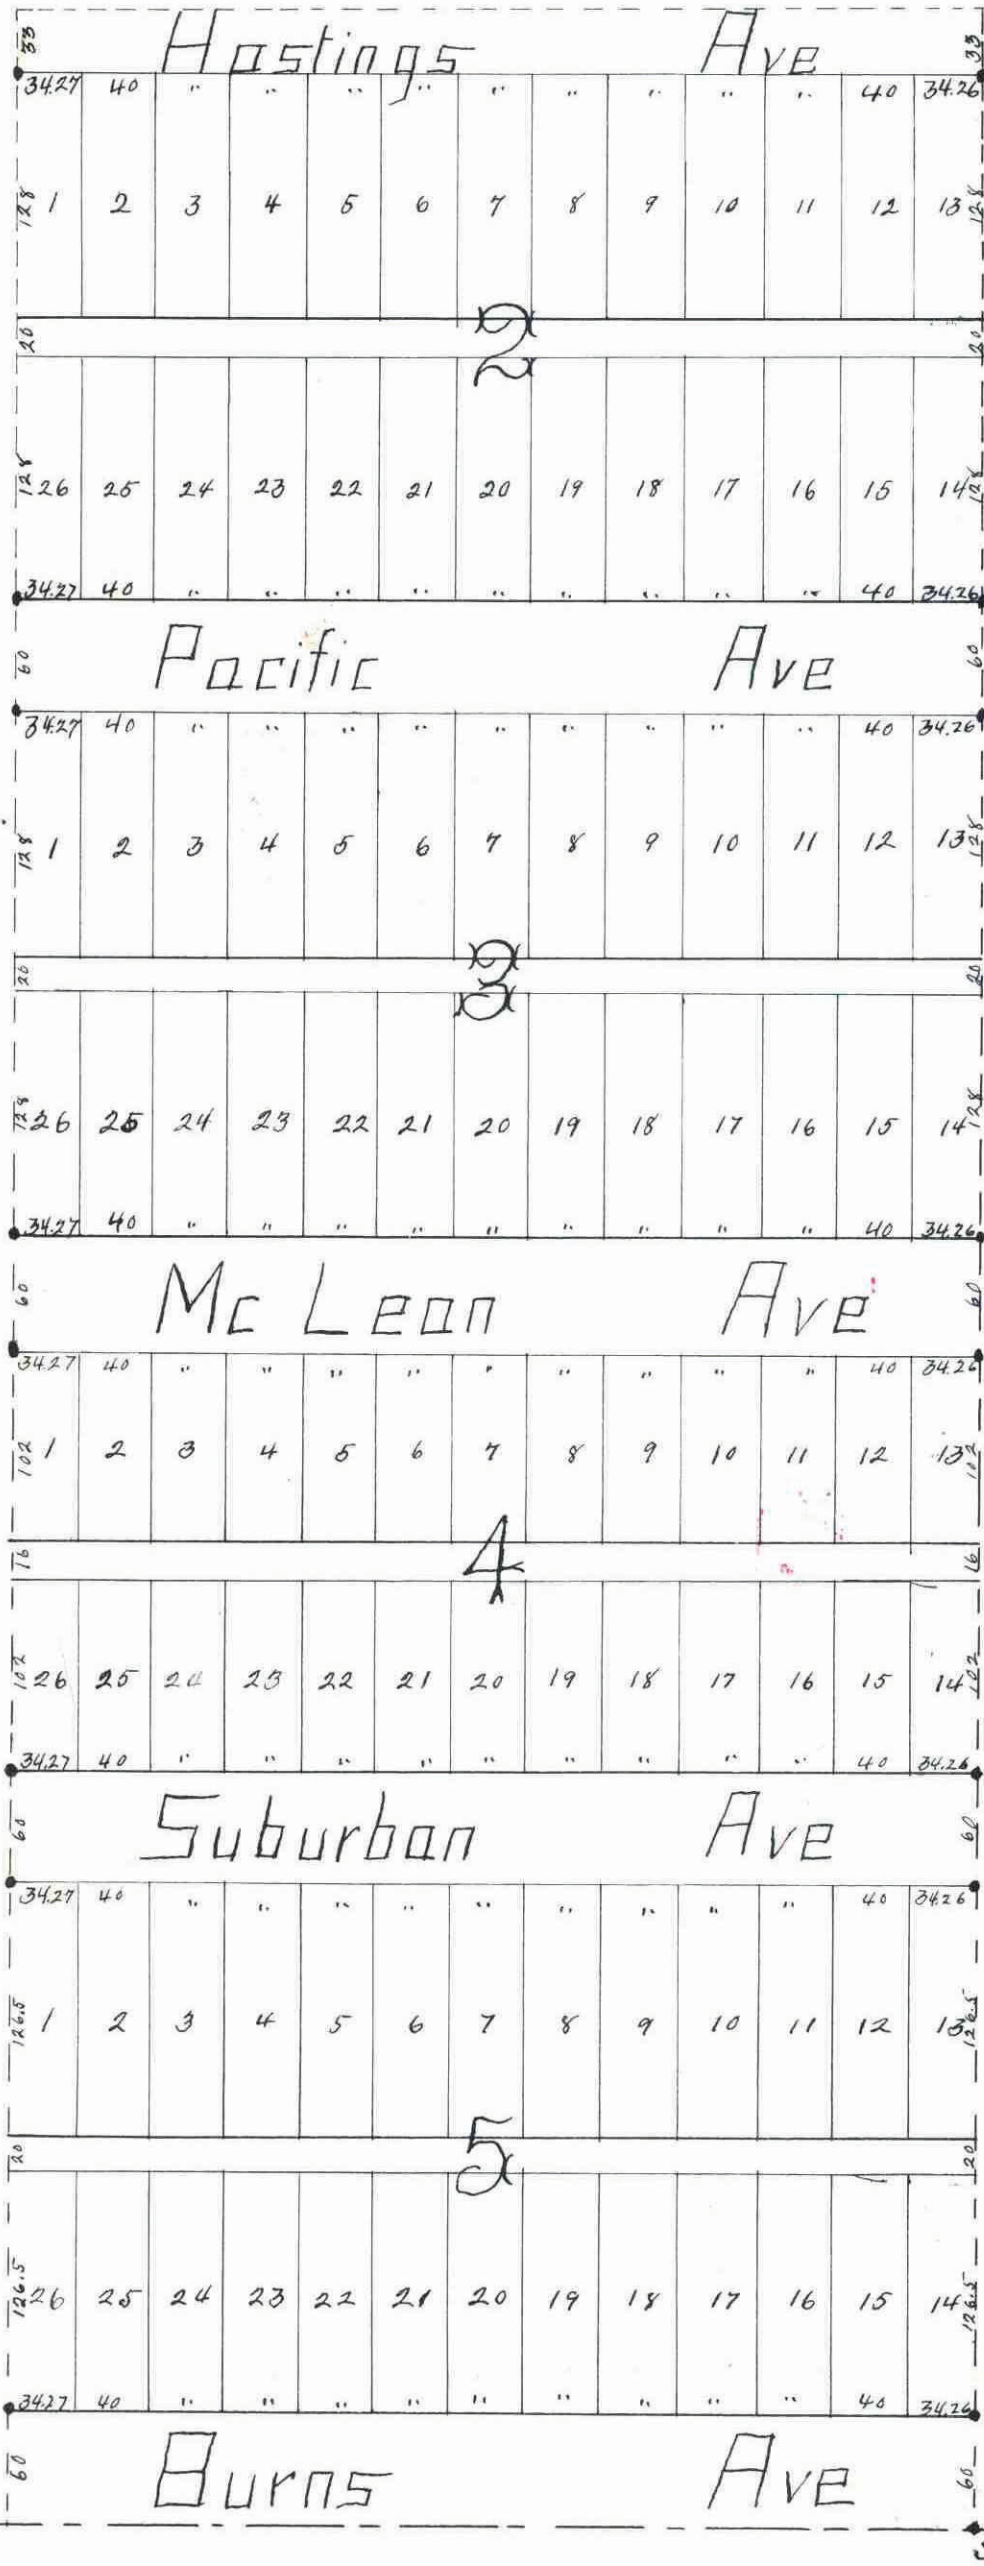 33 Hastings Ave 33
34.27 40 " " " " " " " " " 40 34.26
128 1 2 3 4 5 6 7 8 9 10 11 12 13 128
20 2 20
128 26 25 24 23 22 21 20 19 18 17 16 15 14 128
34.27 40 " " " " " " " " " 40 34.26
60 Pacific Ave 60
34.27 40 " " " " " " " " " 40 34.26
128 1 2 3 4 5 6 7 8 9 10 11 12 13 128
20 3 20
128 26 25 24 23 22 21 20 19 18 17 16 15 14 128
34.27 40 " " " " " " " " " 40 34.26
60 Mc Lean Ave 60
34.27 40 " " " " " " " " " 40 34.26
102 1 2 3 4 5 6 7 8 9 10 11 12 13 102
16 4 16
102 26 25 24 23 22 21 20 19 18 17 16 15 14 102
34.27 40 " " " " " " " " " 40 34.26
60 Suburban Ave 60
34.27 40 " " " " " " " " " 40 34.26
126.5 1 2 3 4 5 6 7 8 9 10 11 12 13 126.5
20 5 20
126.5 26 25 24 23 22 21 20 19 18 17 16 15 14 126.5
34.27 40 " " " " " " " " " 40 34.26
60 Burns Ave 60